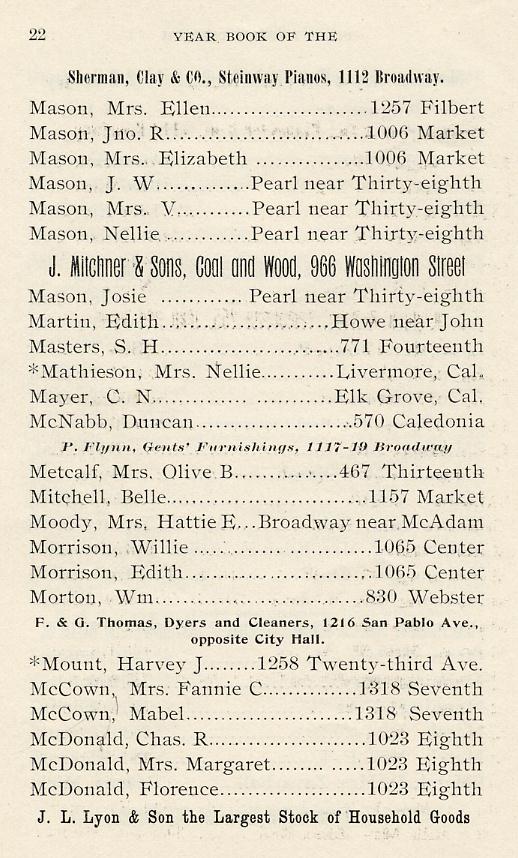 22 YEAR BOOK OF THE
Sherman, Clay & CO., Steinway Pianos, 1112 Broadway.
Mason, Mrs. Ellen....................1257 Filbert
Mason, Jno. R..........................1006 Market
Mason, Mrs. Elizabeth ..............1006 Market
Mason, J. W.............Pearl near Thirty-eighth
Mason, Mrs. V..........Pearl near Thirty-eighth
Mason, Nellie ...........Pearl near Thirty-eighth
J. Mitchner & Sons, Coal and Wood, 966 Washington Street
Mason, Josie ........... Pearl near Thirty-eighth
Martin, Edith.......................Howe near John
Masters, S. H.........................771 Fourteenth
*Mathieson, Mrs. Nellie..........Livermore, Cal.
Mayer, C. N............. ............Elk Grove, Cal.
McNabb, Duncan.....................570 Caledonia
P. Flynn, Gents' Furnishings, 1117-19 Broadway
Metcalf, Mrs. Olive B..............467 Thirteenth
Mitchell, Belle..........................1157 Market
Moody, Mrs. Hattie E...Broadway near McAdam
Morrison, Willie .........................1065 Center
Morrison, Edith..........................1065 Center
Morton, Wm..............................830 Webster
F. & G. Thomas, Dyers and Cleaners, 1216 San Pablo Ave.,
opposite City Hall.
*Mount, Harvey J.......1258 Twenty-third Ave.
McCown, Mrs. Fannie C.............1318 Seventh
McCown, Mabel.......................1318 Seventh
McDonald, Chas. R......................1023 Eighth
McDonald, Mrs. Margaret........ .....1023 Eighth
McDonald, Florence.....................1023 Eighth
J. L. Lyon & Son the Largest Stock of Household Goods